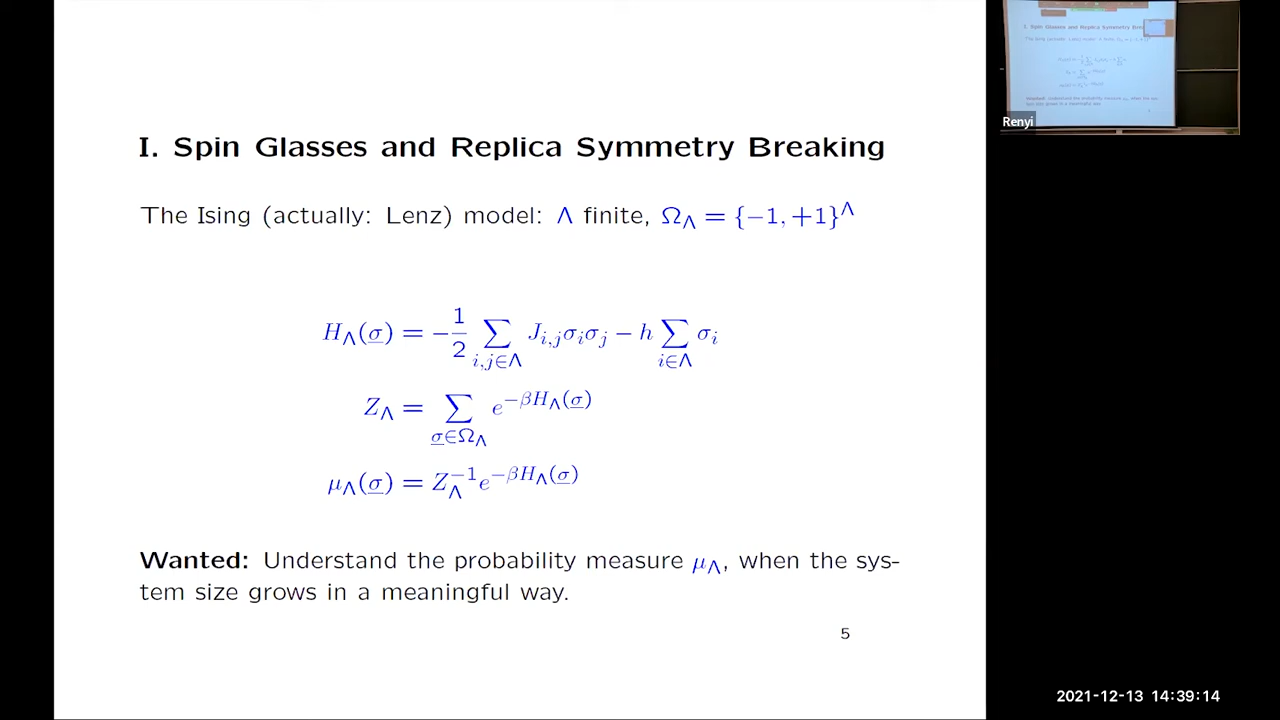 I. Spin Glasses and Replica Symmetry Breaking
The Ising (actually: Lenz) model: Λ finite, Ω_Λ = {−1, +1}^Λ
H_Λ(σ̲) = −1/2 ∑_{i,j∈Λ} J_{i,j}σ_iσ_j − h ∑_{i∈Λ} σ_i
Z_Λ = ∑_{σ̲∈Ω_Λ} e^{−βH_Λ(σ̲)}
μ_Λ(σ̲) = Z_Λ^{−1} e^{−βH_Λ(σ̲)}
Wanted: Understand the probability measure μ_Λ, when the sys-
tem size grows in a meaningful way.
5
Renyi
2021-12-13 14:39:14